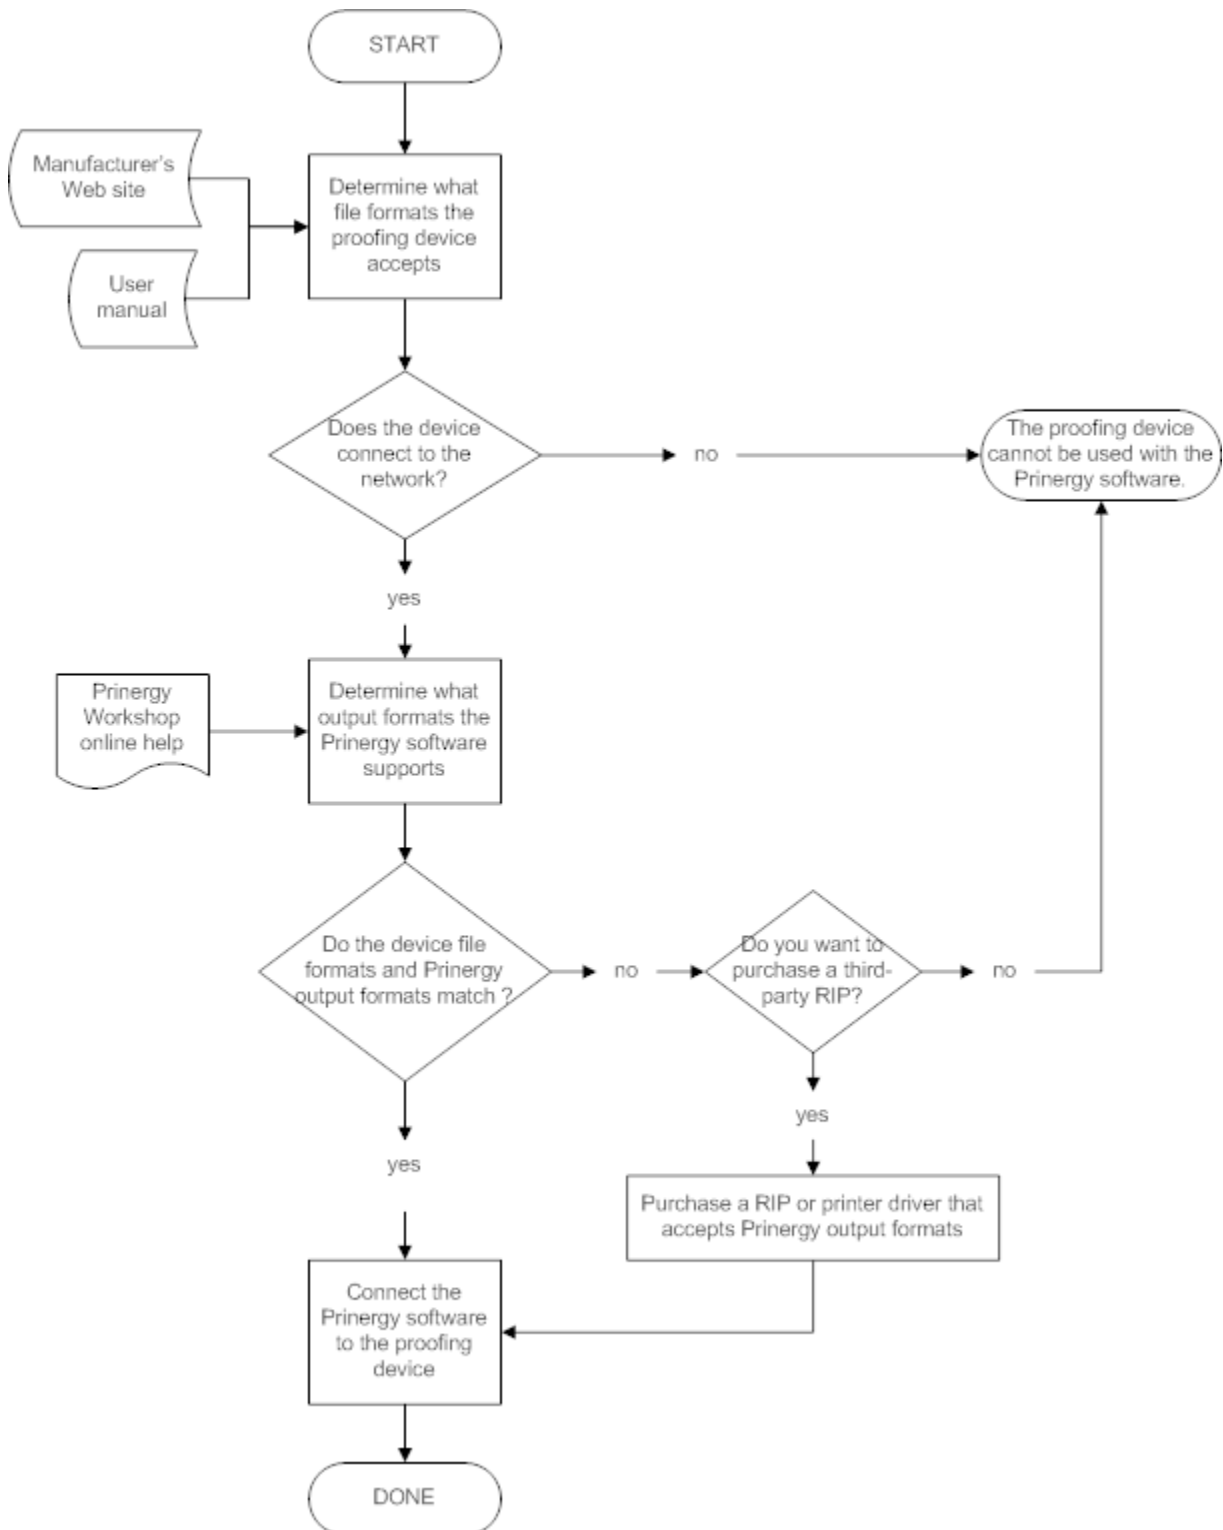 START
Manufacturer's
Web site
Determine what
file formats the
proofing device
accepts
User
manual
Does the device
connect to the
network?
no
The proofing device
cannot be used with the
Prinergy software.
yes
Prinergy
Workshop
online help
Determine what
output formats the
Prinergy software
supports
Do the device file
formats and Prinergy
output formats match ?
no
Do you want to
purchase a third-
party RIP?
no
yes
yes
Purchase a RIP or printer driver that
accepts Prinergy output formats
Connect the
Prinergy software
to the proofing
device
DONE